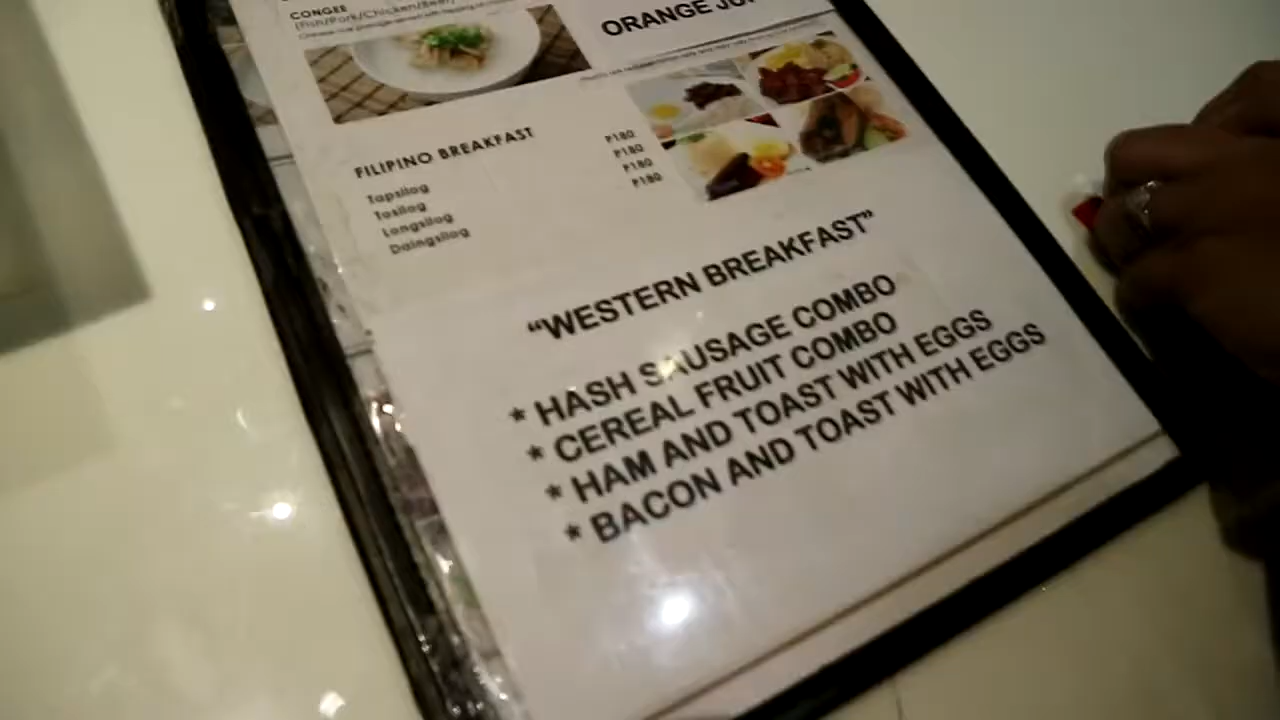 CONGEE
(Fish/Pork/Chicken/Beef)
ORANGE
FILIPINO BREAKFAST
Tapsilog P180
Tosilog P180
Longsilog P180
Daingsilog P180
“WESTERN BREAKFAST”
* HASH SAUSAGE COMBO
* CEREAL FRUIT COMBO
* HAM AND TOAST WITH EGGS
* BACON AND TOAST WITH EGGS